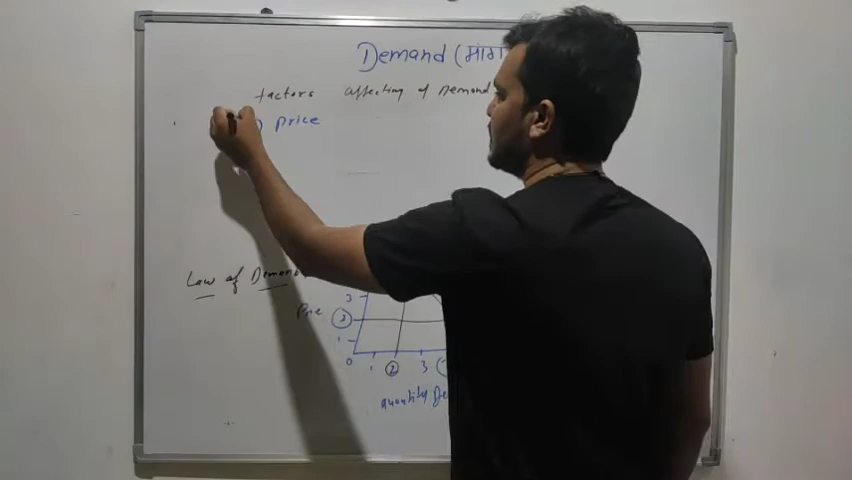 Demand (मांग
factors affecting of Demand
) price
Law of Demand
3
Price
2
1
0 1 2 3
quantity De